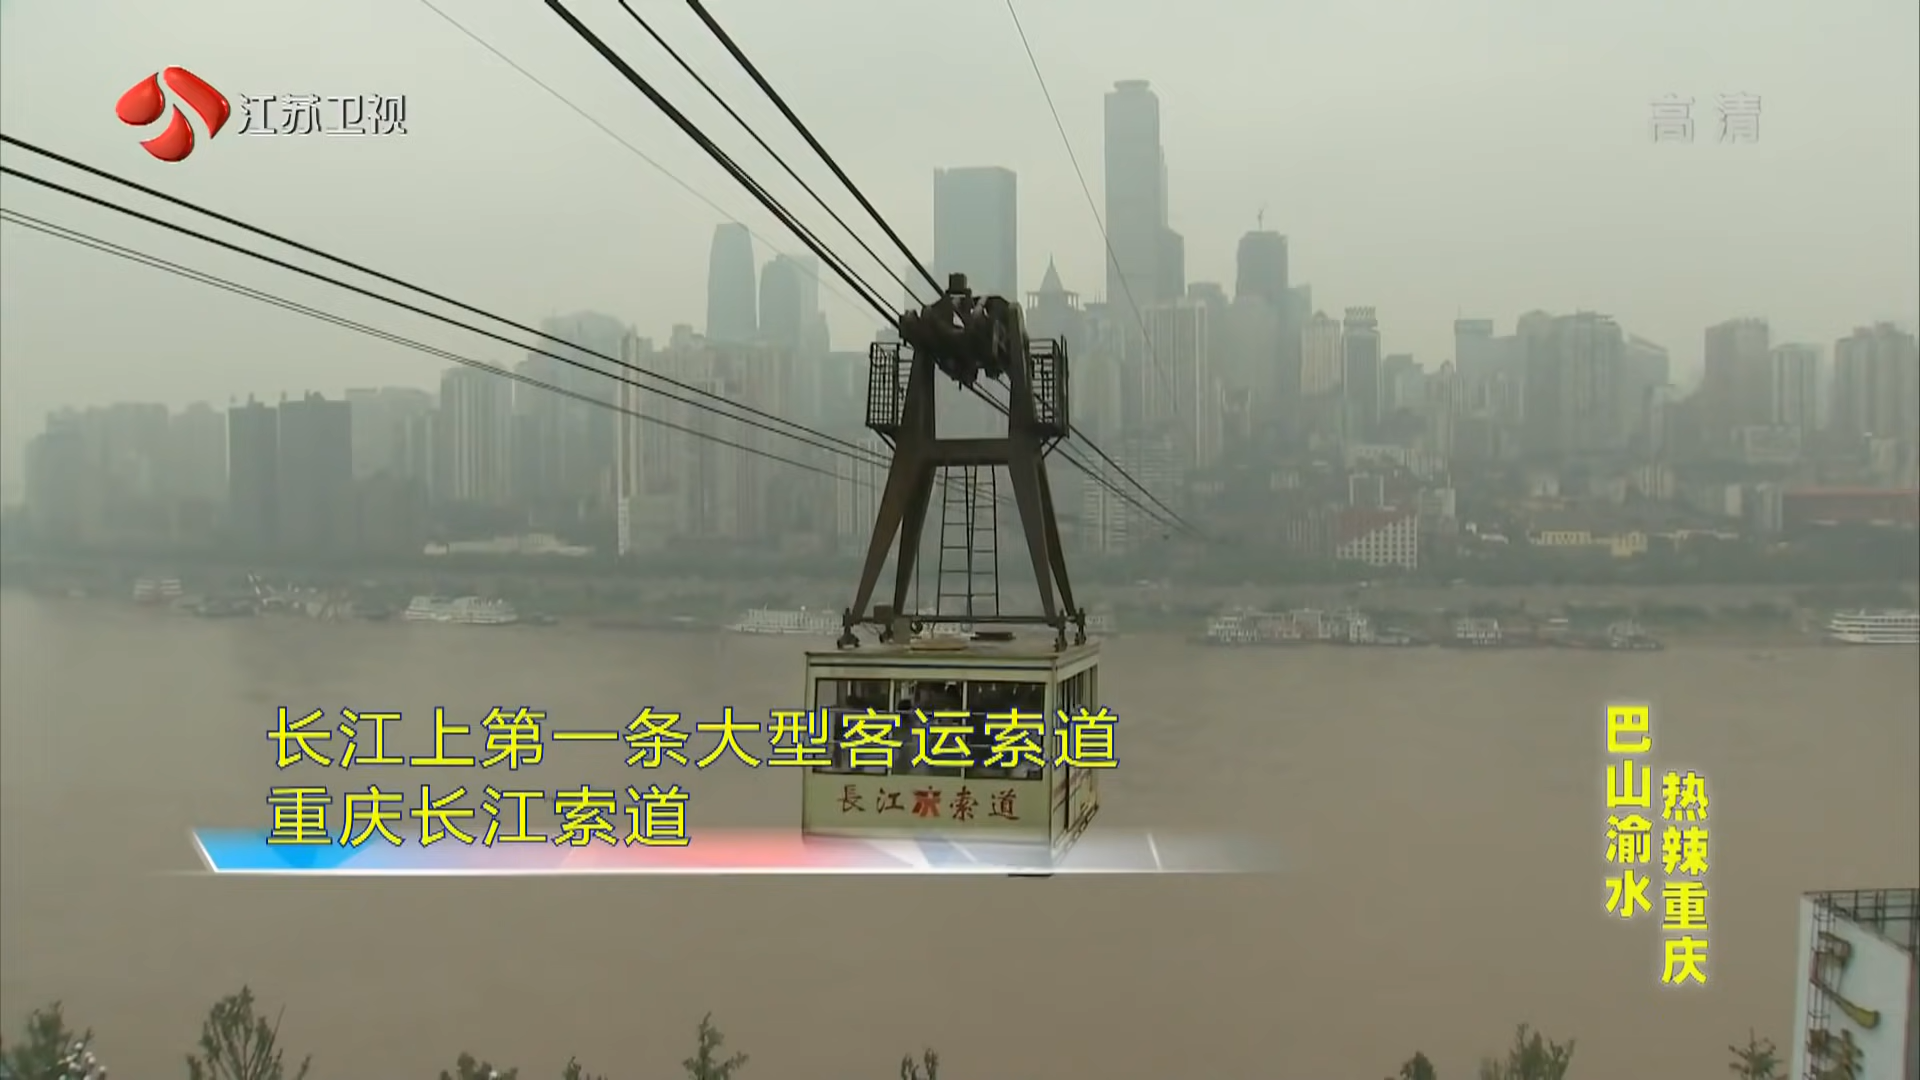 江苏卫视
高清
长江上第一条大型客运索道
重庆长江索道
長江索道
巴山渝水
热辣重庆